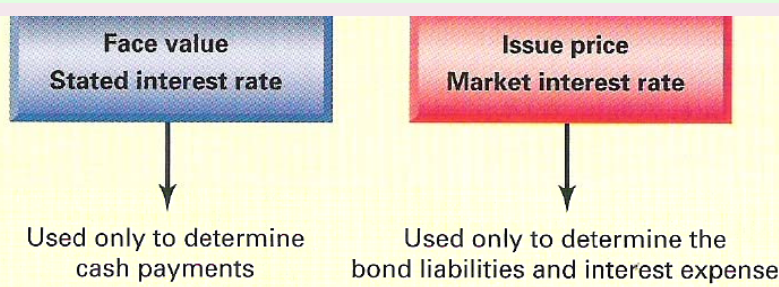 Face value
Stated interest rate
Issue price
Market interest rate
Used only to determine
cash payments
Used only to determine the
bond liabilities and interest expense